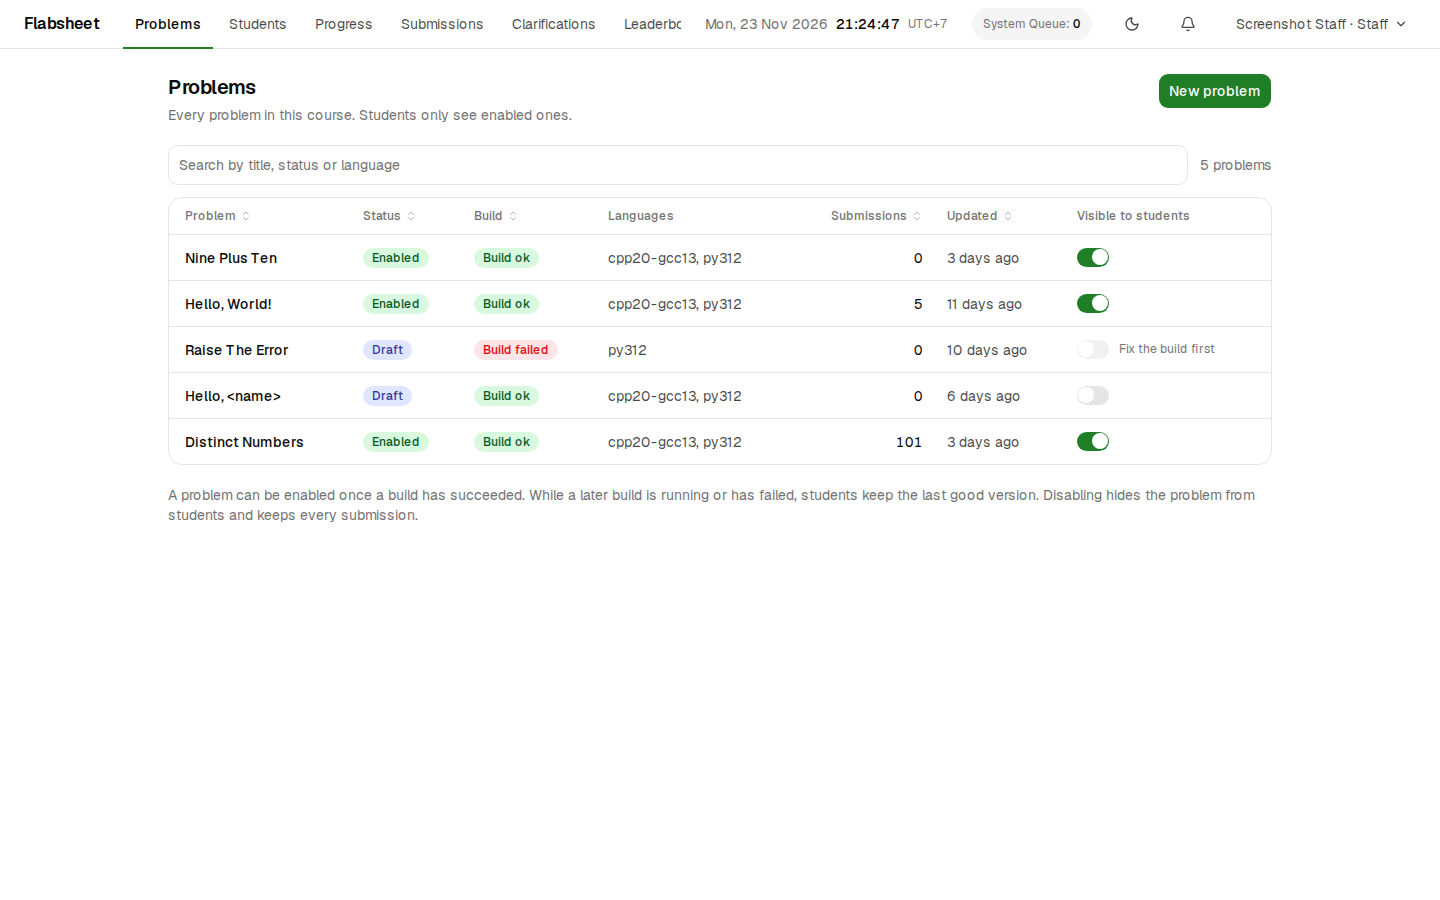 Flabsheet Problems Students Progress Submissions Clarifications Leaderbo Mon, 23 Nov 2026 21:24:47 UTC+7 System Queue: 0 Screenshot Staff · Staff
Problems
New problem
Every problem in this course. Students only see enabled ones.
Search by title, status or language
5 problems
Problem Status Build Languages Submissions Updated Visible to students
Nine Plus Ten Enabled Build ok cpp20-gcc13, py312 0 3 days ago
Hello, World! Enabled Build ok cpp20-gcc13, py312 5 11 days ago
Raise The Error Draft Build failed py312 0 10 days ago Fix the build first
Hello, <name> Draft Build ok cpp20-gcc13, py312 0 6 days ago
Distinct Numbers Enabled Build ok cpp20-gcc13, py312 101 3 days ago
A problem can be enabled once a build has succeeded. While a later build is running or has failed, students keep the last good version. Disabling hides the problem from
students and keeps every submission.